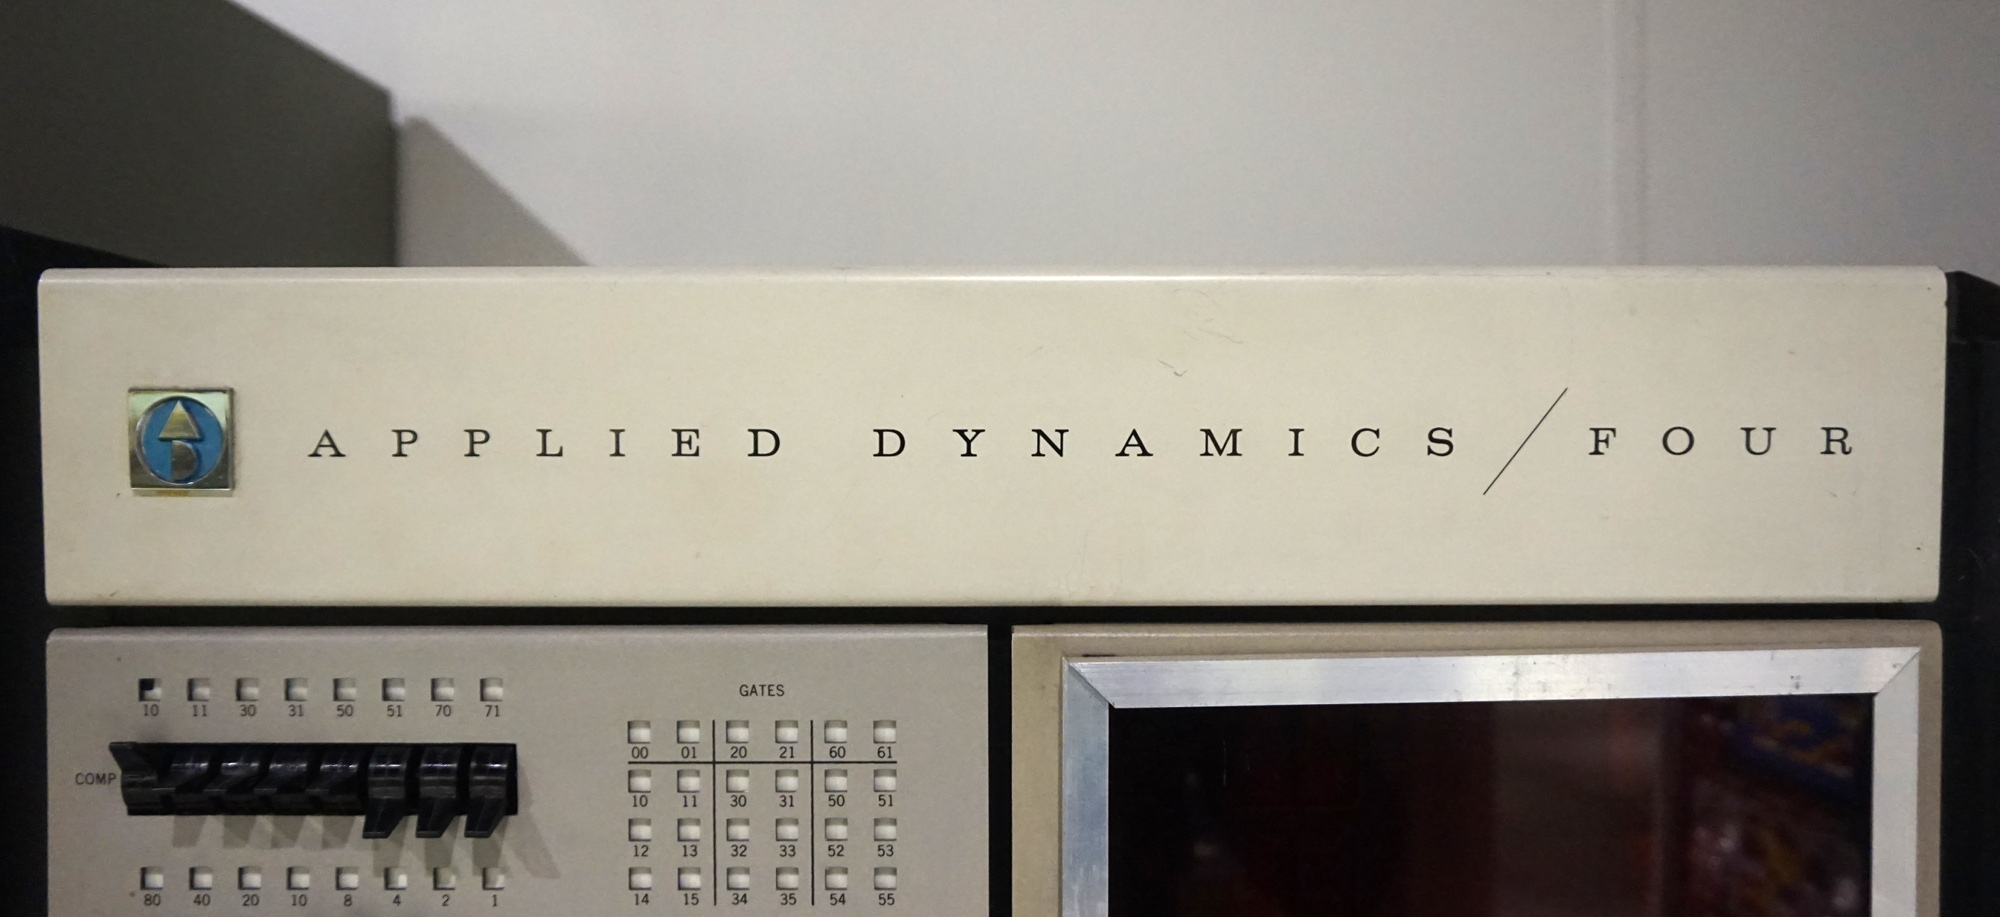 APPLIED DYNAMICS/FOUR
10 11 30 31 50 51 70 71
COMP
80 40 20 10 8 4 2 1
GATES
00 01 20 21 60 61
10 11 30 31 50 51
12 13 32 33 52 53
14 15 34 35 54 55